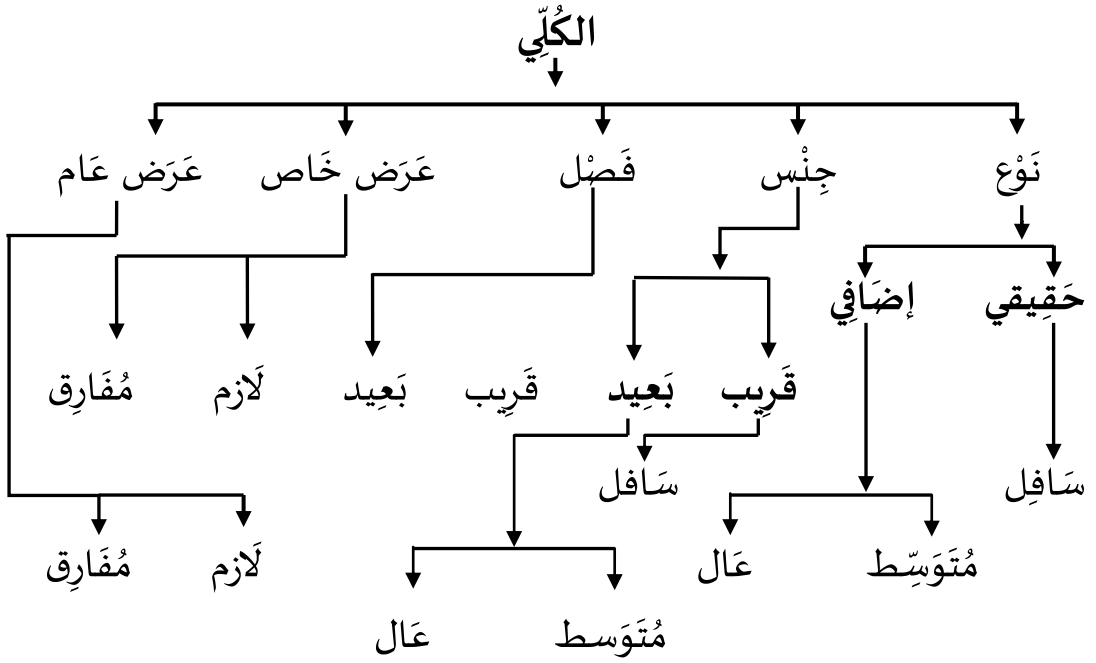 الكُلِّي
نَوْع جِنْس فَصْل عَرَض خَاص عَرَض عَام
حَقِيقي إضَافِي
قَرِيب بَعِيد قَرِيب بَعِيد لَازم مُفَارِق
سَافِل سَافل
مُتَوَسِّط عَال لَازم مُفَارِق
مُتَوَسط عَال